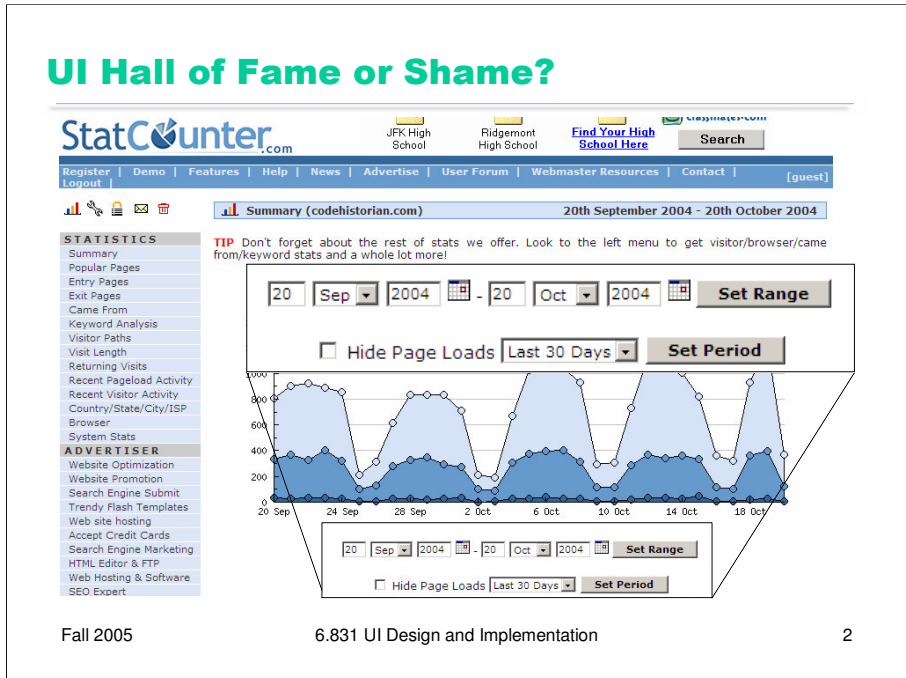 UI Hall of Fame or Shame?
StatCounter.com
JFK High School
Ridgemont High School
Find Your High School Here
classmates.com
Search
Register | Demo | Features | Help | News | Advertise | User Forum | Webmaster Resources | Contact |
Logout |
[guest]
Summary (codehistorian.com) 20th September 2004 - 20th October 2004
STATISTICS
Summary
Popular Pages
Entry Pages
Exit Pages
Came From
Keyword Analysis
Visitor Paths
Visit Length
Returning Visits
Recent Pageload Activity
Recent Visitor Activity
Country/State/City/ISP
Browser
System Stats
ADVERTISER
Website Optimization
Website Promotion
Search Engine Submit
Trendy Flash Templates
Web site hosting
Accept Credit Cards
Search Engine Marketing
HTML Editor & FTP
Web Hosting & Software
SEO Expert
TIP Don't forget about the rest of stats we offer. Look to the left menu to get visitor/browser/came
from/keyword stats and a whole lot more!
20 Sep 2004 - 20 Oct 2004 Set Range
Hide Page Loads Last 30 Days Set Period
1000
800
600
400
200
0
20 Sep 24 Sep 28 Sep 2 Oct 6 Oct 10 Oct 14 Oct 18 Oct
20 Sep 2004 - 20 Oct 2004 Set Range
Hide Page Loads Last 30 Days Set Period
Fall 2005 6.831 UI Design and Implementation 2